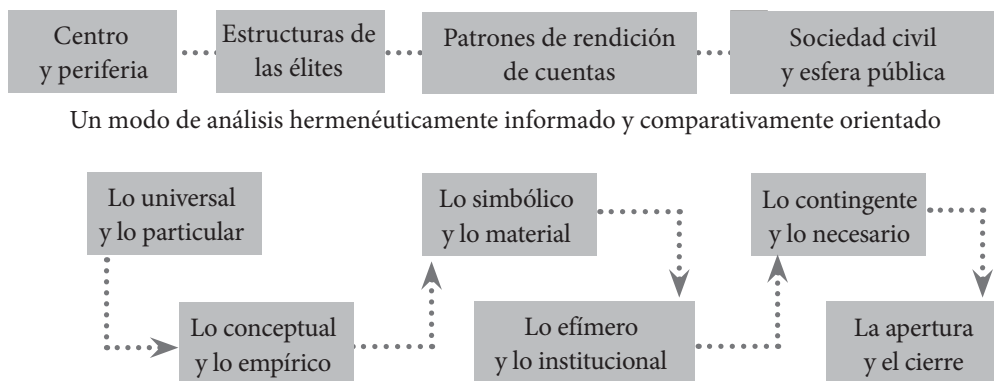 Centro
y periferia
Estructuras de
las élites
Patrones de rendición
de cuentas
Sociedad civil
y esfera pública
Un modo de análisis hermenéuticamente informado y comparativamente orientado
Lo universal
y lo particular
Lo conceptual
y lo empírico
Lo simbólico
y lo material
Lo efímero
y lo institucional
Lo contingente
y lo necesario
La apertura
y el cierre